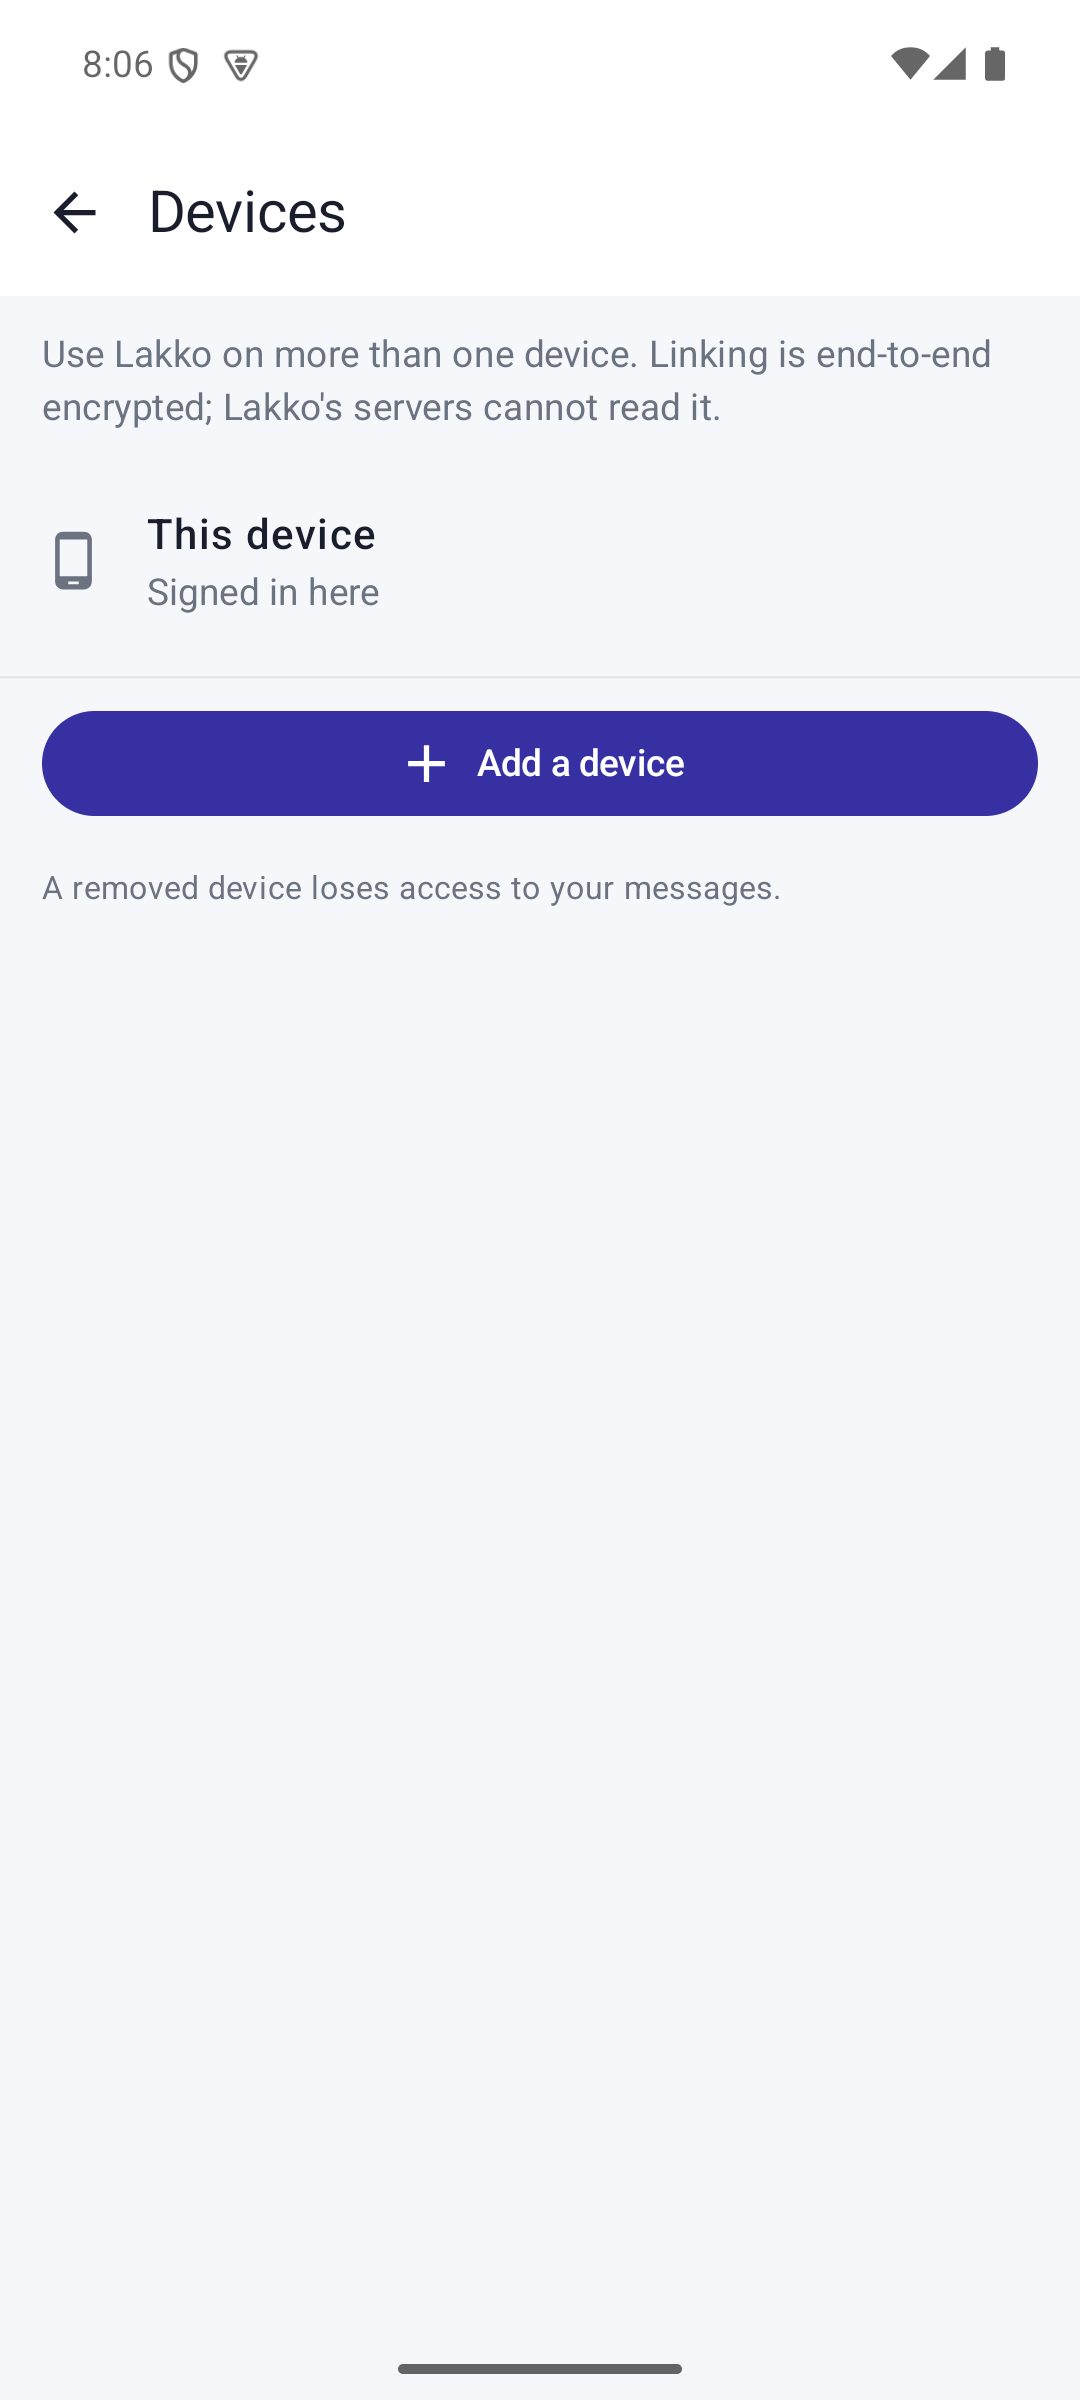 8:06
Devices
Use Lakko on more than one device. Linking is end-to-end
encrypted; Lakko's servers cannot read it.
This device
Signed in here
Add a device
A removed device loses access to your messages.